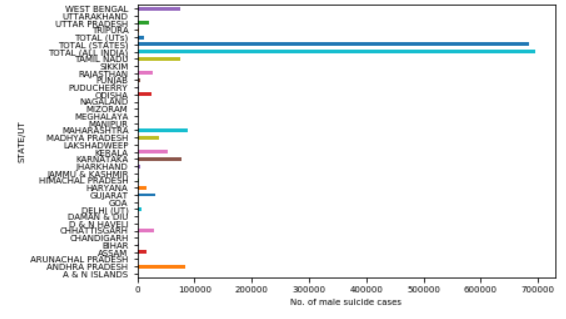 WEST BENGAL
UTTARAKHAND
UTTAR PRADESH
TRIPURA
TOTAL (UTs)
TOTAL (STATES)
TOTAL (ALL INDIA)
TAMIL NADU
SIKKIM
RAJASTHAN
PUNJAB
PUDUCHERRY
ODISHA
NAGALAND
MIZORAM
MEGHALAYA
MANIPUR
MAHARASHTRA
MADHYA PRADESH
LAKSHADWEEP
KERALA
KARNATAKA
JHARKHAND
JAMMU & KASHMIR
HIMACHAL PRADESH
HARYANA
GUJARAT
GOA
DELHI (UT)
DAMAN & DIU
D & N HAVELI
CHHATTISGARH
CHANDIGARH
BIHAR
ASSAM
ARUNACHAL PRADESH
ANDHRA PRADESH
A & N ISLANDS
STATE/UT
0 100000 200000 300000 400000 500000 600000 700000
No. of male suicide cases